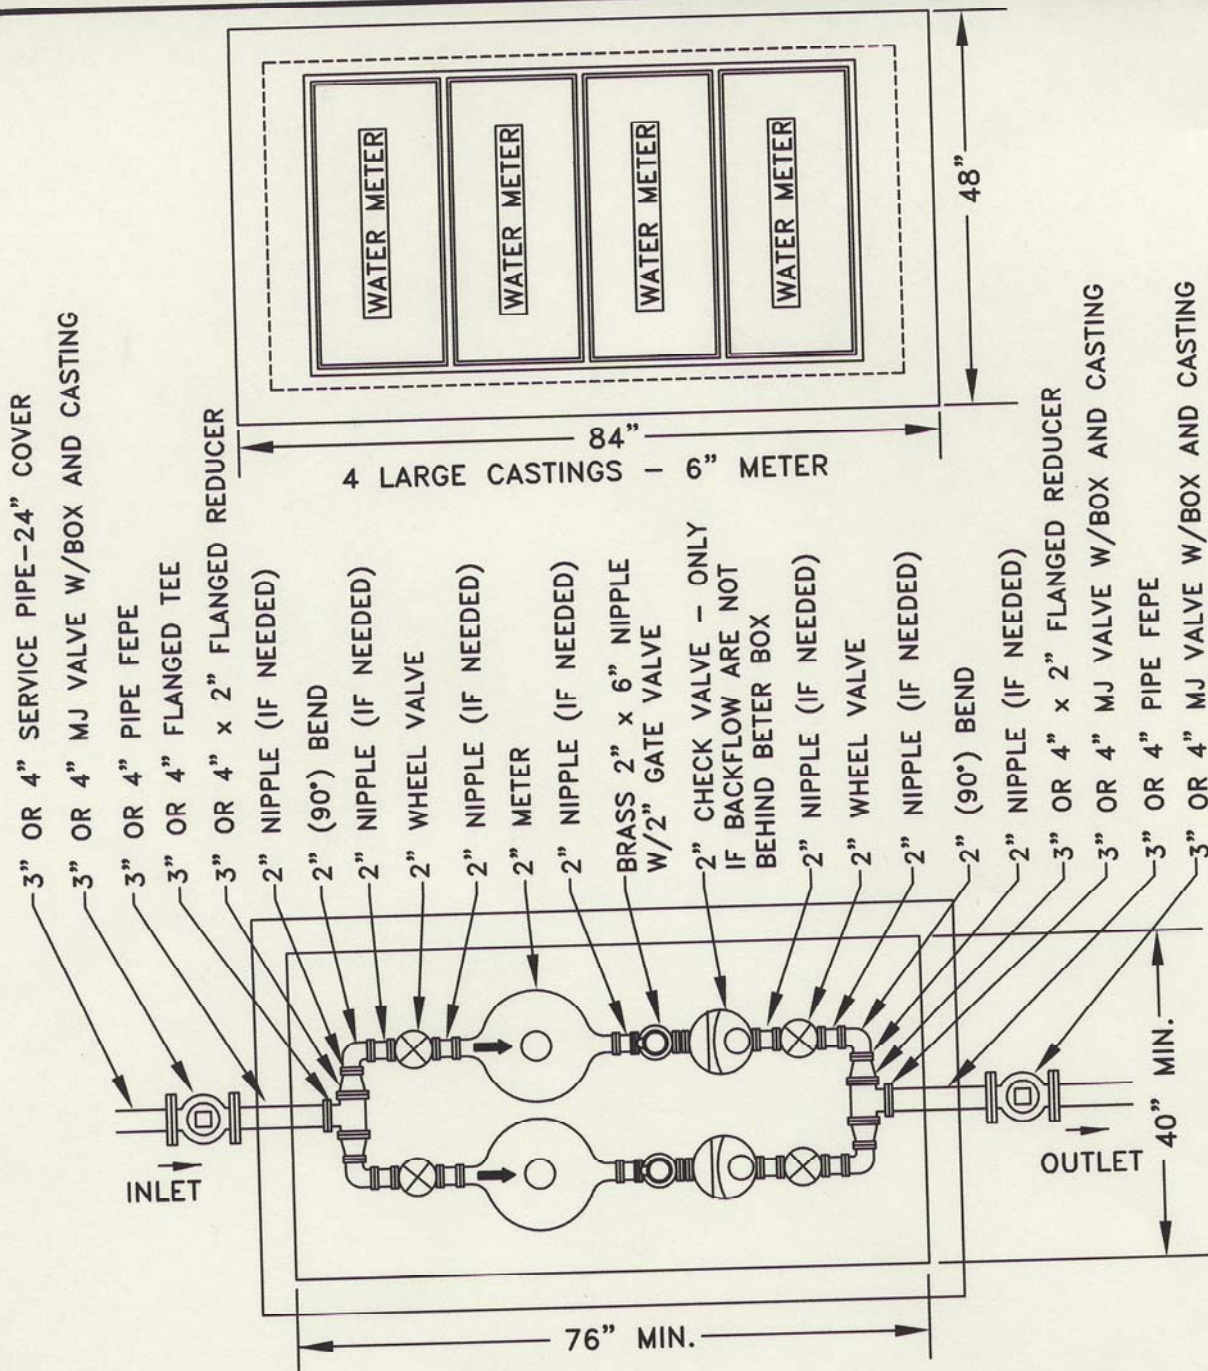 WATER METER
WATER METER
WATER METER
WATER METER
48"
84"
4 LARGE CASTINGS - 6" METER
3" OR 4" SERVICE PIPE-24" COVER
3" OR 4" MJ VALVE W/BOX AND CASTING
3" OR 4" PIPE FEPE
3" OR 4" FLANGED TEE
3" OR 4" x 2" FLANGED REDUCER
2" NIPPLE (IF NEEDED)
2" (90°) BEND
2" NIPPLE (IF NEEDED)
2" WHEEL VALVE
2" NIPPLE (IF NEEDED)
2" METER
2" NIPPLE (IF NEEDED)
BRASS 2" x 6" NIPPLE
W/2" GATE VALVE
2" CHECK VALVE - ONLY
IF BACKFLOW ARE NOT
BEHIND BETER BOX
2" NIPPLE (IF NEEDED)
2" WHEEL VALVE
2" NIPPLE (IF NEEDED)
2" (90°) BEND
2" NIPPLE (IF NEEDED)
3" OR 4" x 2" FLANGED REDUCER
3" OR 4" MJ VALVE W/BOX AND CASTING
3" OR 4" PIPE FEPE
3" OR 4" MJ VALVE W/BOX AND CASTING
INLET
OUTLET
40" MIN.
76" MIN.